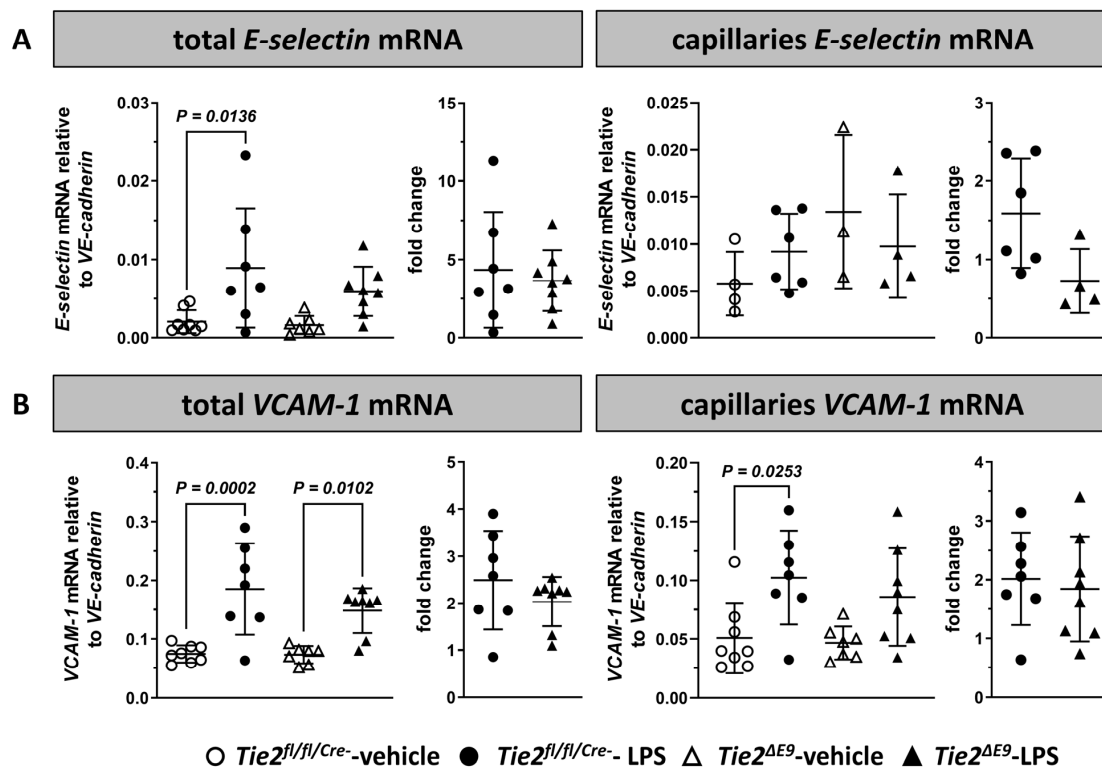 A
total E-selectin mRNA
capillaries E-selectin mRNA
E-selectin mRNA relative
to VE-cadherin
0.03
0.02
0.01
0.00
P = 0.0136
fold change
15
10
5
0
E-selectin mRNA relative
to VE-cadherin
0.025
0.020
0.015
0.010
0.005
0.000
fold change
3
2
1
0
B
total VCAM-1 mRNA
capillaries VCAM-1 mRNA
VCAM-1 mRNA relative
to VE-cadherin
0.4
0.3
0.2
0.1
0.0
P = 0.0002
P = 0.0102
fold change
5
4
3
2
1
0
VCAM-1 mRNA relative
to VE-cadherin
0.20
0.15
0.10
0.05
0.00
P = 0.0253
fold change
4
3
2
1
0
Tie2fl/fl/Cre--vehicle Tie2fl/fl/Cre-- LPS Tie2ΔE9-vehicle Tie2ΔE9-LPS